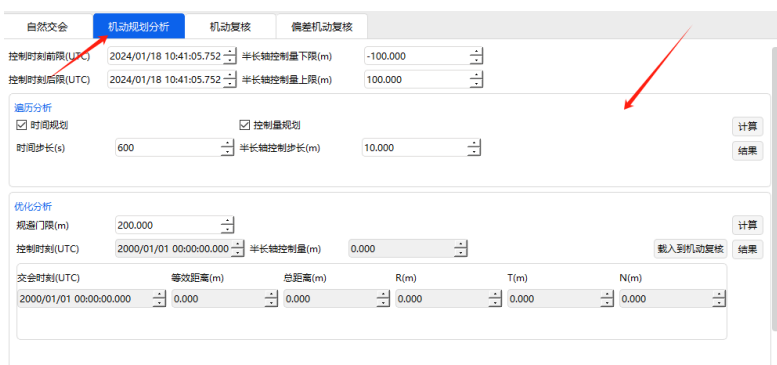 自然交会 机动规划分析 机动复核 偏差机动复核
控制时刻前限(UTC) 2024/01/18 10:41:05.752 半长轴控制量下限(m) -100.000
控制时刻后限(UTC) 2024/01/18 10:41:05.752 半长轴控制量上限(m) 100.000
遍历分析
时间规划 控制量规划 计算
时间步长(s) 600 半长轴控制步长(m) 10.000 结果
优化分析
规避门限(m) 200.000 计算
控制时刻(UTC) 2000/01/01 00:00:00.000 半长轴控制量(m) 0.000 载入到机动复核 结果
交会时刻(UTC) 等效距离(m) 总距离(m) R(m) T(m) N(m)
2000/01/01 00:00:00.000 0.000 0.000 0.000 0.000 0.000